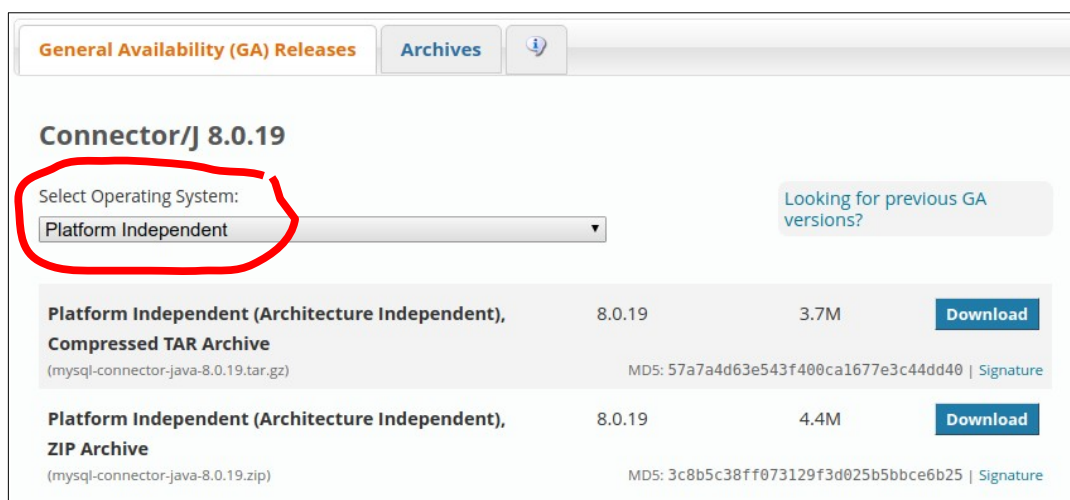 General Availability (GA) Releases
Archives
Connector/J 8.0.19
Select Operating System:
Platform Independent
Looking for previous GA
versions?
Platform Independent (Architecture Independent), 8.0.19 3.7M Download
Compressed TAR Archive
(mysql-connector-java-8.0.19.tar.gz) MD5: 57a7a4d63e543f400ca1677e3c44dd40 | Signature
Platform Independent (Architecture Independent), 8.0.19 4.4M Download
ZIP Archive
(mysql-connector-java-8.0.19.zip) MD5: 3c8b5c38ff073129f3d025b5bbce6b25 | Signature